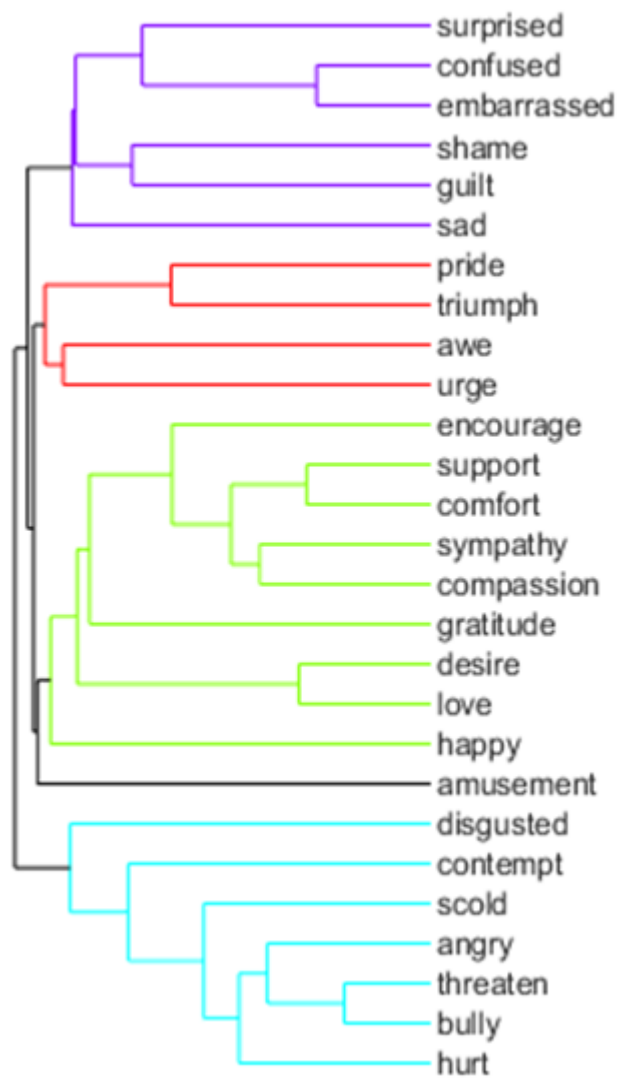 surprised
confused
embarrassed
shame
guilt
sad
pride
triumph
awe
urge
encourage
support
comfort
sympathy
compassion
gratitude
desire
love
happy
amusement
disgusted
contempt
scold
angry
threaten
bully
hurt